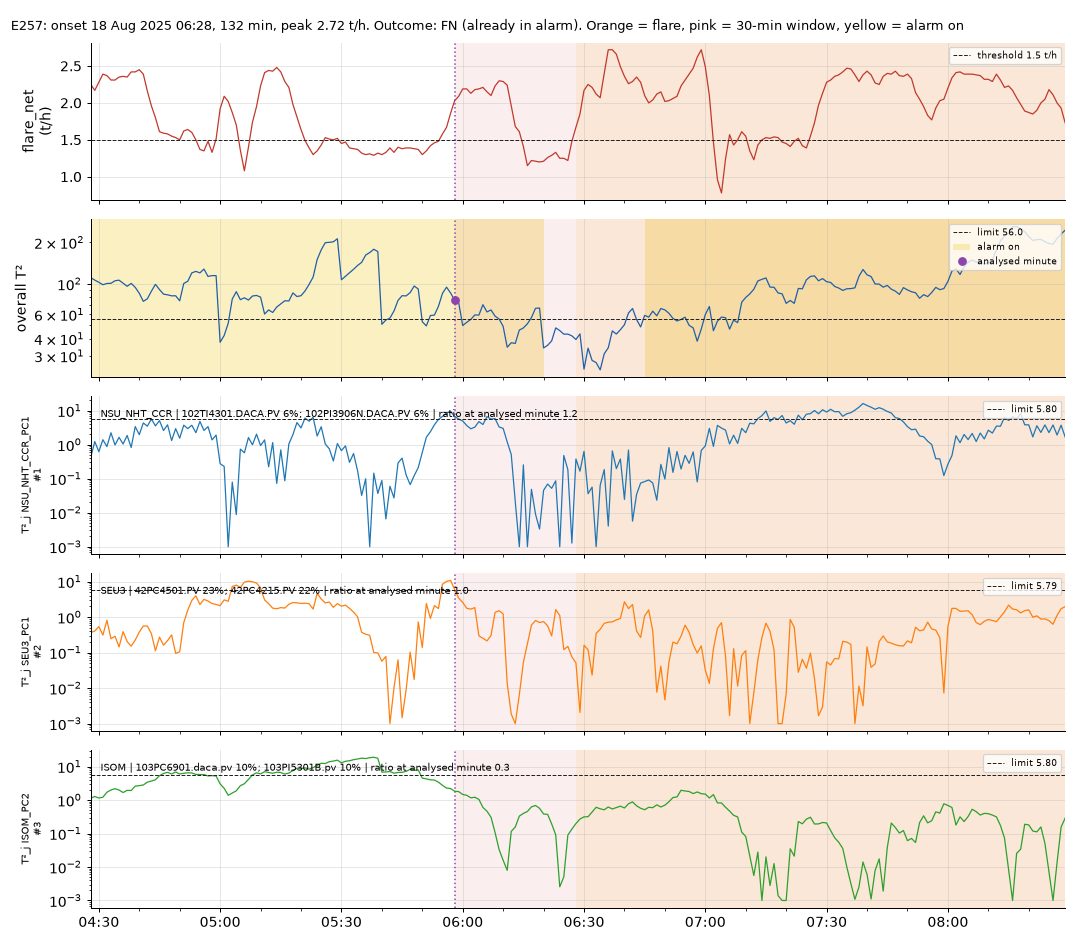 E257: onset 18 Aug 2025 06:28, 132 min, peak 2.72 t/h. Outcome: FN (already in alarm). Orange = flare, pink = 30-min window, yellow = alarm on
flare_net
(t/h)
2.5
2.0
1.5
1.0
threshold 1.5 t/h
overall T²
2 × 10²
10²
6 × 10¹
4 × 10¹
3 × 10¹
limit 56.0
alarm on
analysed minute
T²_j NSU_NHT_CCR_PC1
#1
10¹
10⁰
10⁻¹
10⁻²
10⁻³
NSU_NHT_CCR | 102TI4301.DACA.PV 6%; 102PI3906N.DACA.PV 6% | ratio at analysed minute 1.2
limit 5.80
T²_j SEU3_PC1
#2
10¹
10⁰
10⁻¹
10⁻²
10⁻³
SEU3 | 42PC4501.PV 23%; 42PC4215.PV 22% | ratio at analysed minute 1.0
limit 5.79
T²_j ISOM_PC2
#3
10¹
10⁰
10⁻¹
10⁻²
10⁻³
ISOM | 103PC6901.daca.pv 10%; 103PI5301B.pv 10% | ratio at analysed minute 0.3
limit 5.80
04:30 05:00 05:30 06:00 06:30 07:00 07:30 08:00